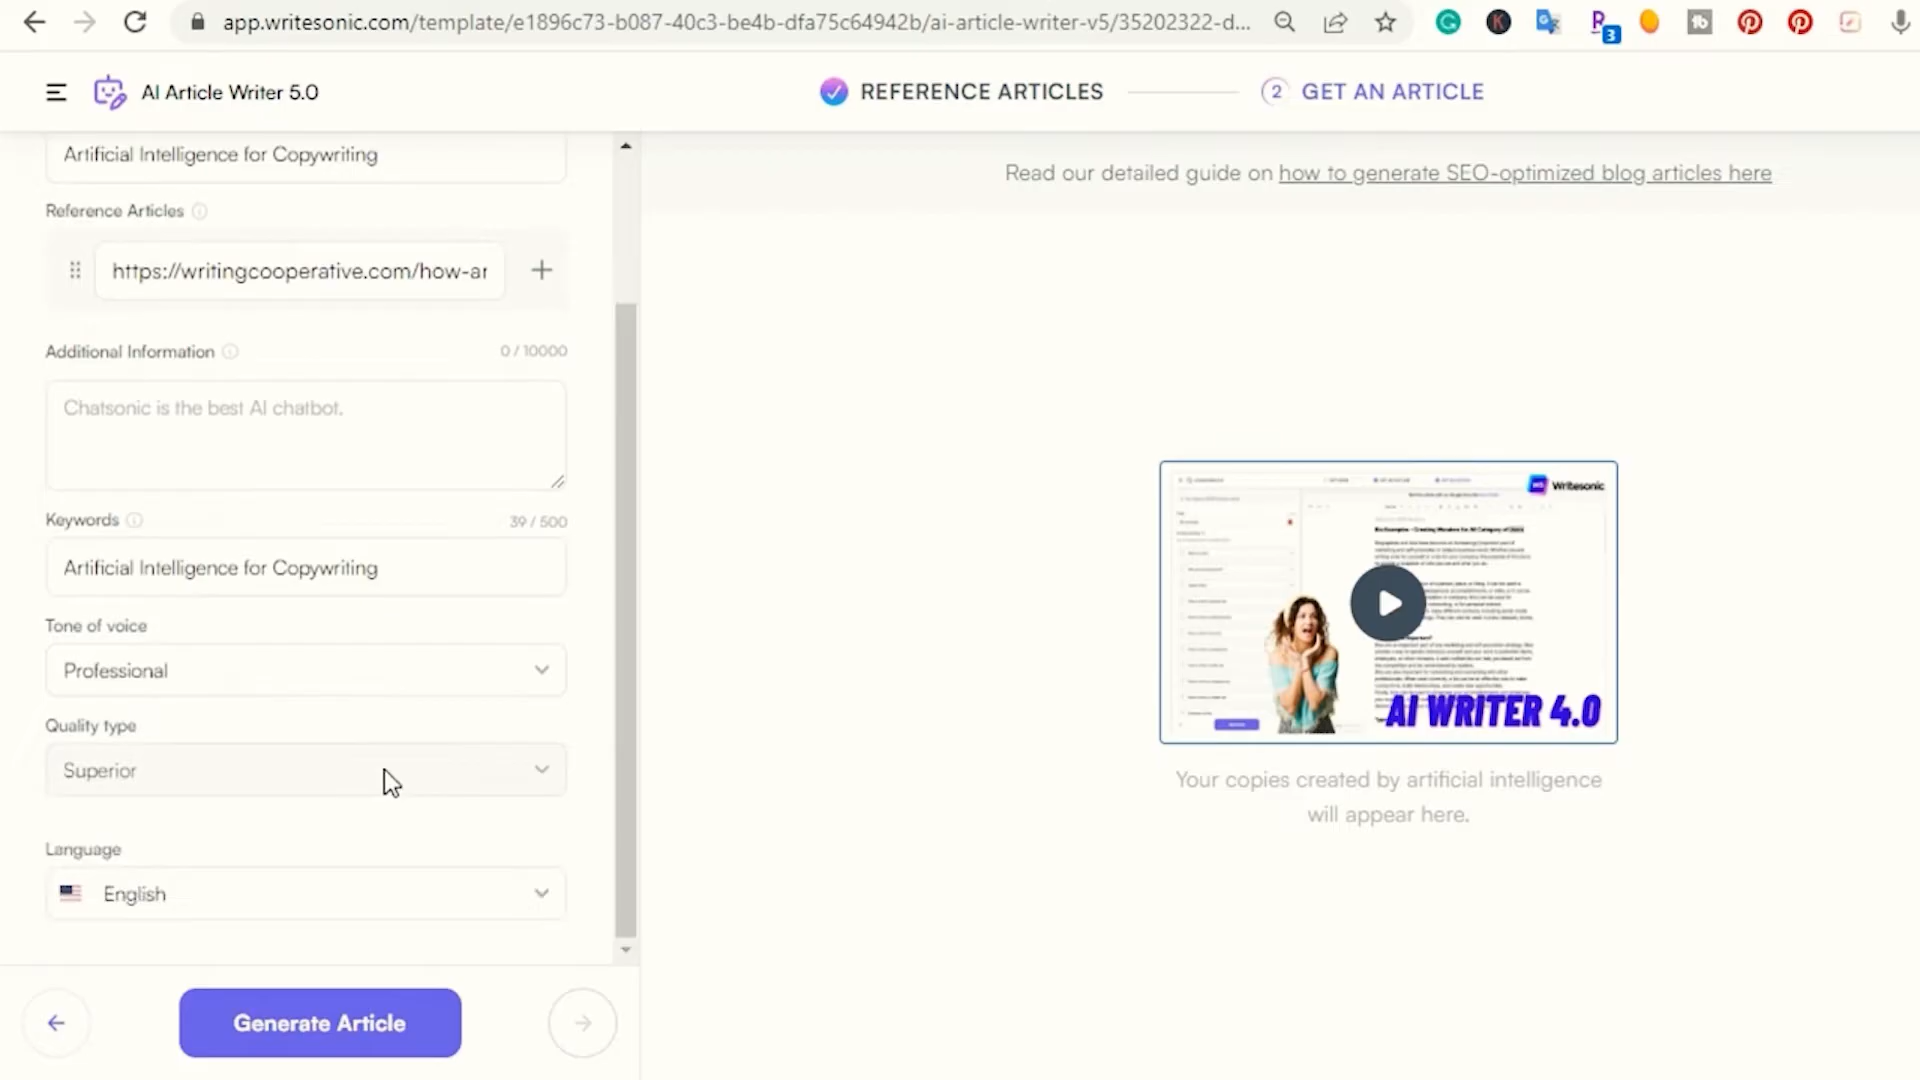 app.writesonic.com/template/e1896c73-b087-40c3-be4b-dfa75c64942b/ai-article-writer-v5/35202322-d...
3
AI Article Writer 5.0
REFERENCE ARTICLES
2 GET AN ARTICLE
Artificial Intelligence for Copywriting
Read our detailed guide on how to generate SEO-optimized blog articles here
Reference Articles
https://writingcooperative.com/how-ar
Additional Information 0 / 10000
Chatsonic is the best AI chatbot.
Keywords 39 / 500
Artificial Intelligence for Copywriting
Tone of voice
Professional
Quality type
Superior
Language
English
Generate Article
Writesonic
AI WRITER 4.0
Your copies created by artificial intelligence
will appear here.